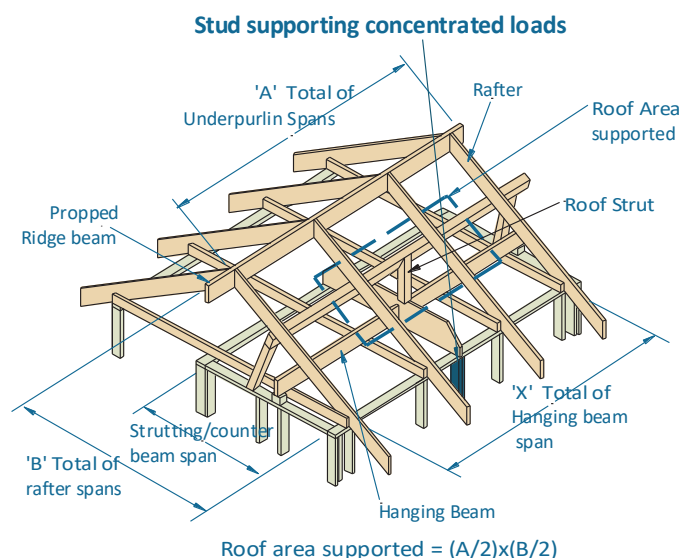 Stud supporting concentrated loads
'A' Total of
Underpurlin Spans
Rafter
Roof Area
supported
Propped
Ridge beam
Roof Strut
'X' Total of
Hanging beam
span
Strutting/counter
beam span
'B' Total of
rafter spans
Hanging Beam
Roof area supported = (A/2)x(B/2)